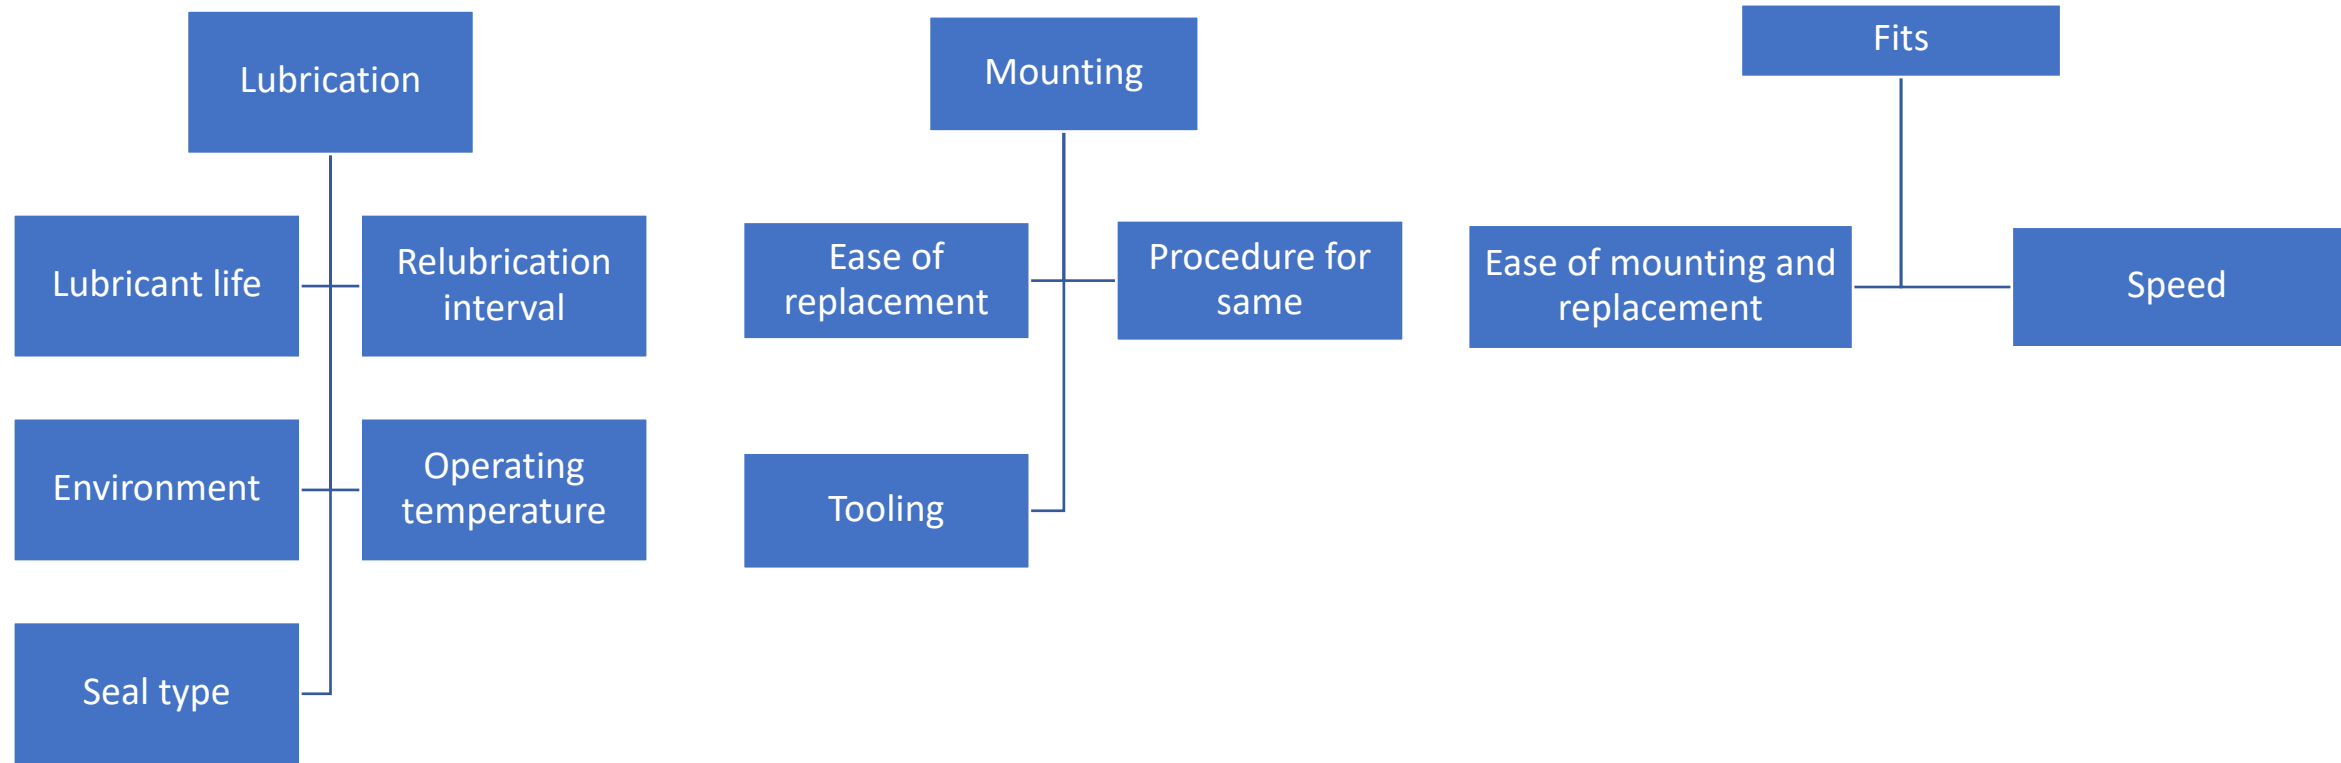 Lubrication
Lubricant life
Relubrication
interval
Environment
Operating
temperature
Seal type
Mounting
Ease of
replacement
Procedure for
same
Tooling
Fits
Ease of mounting and
replacement
Speed